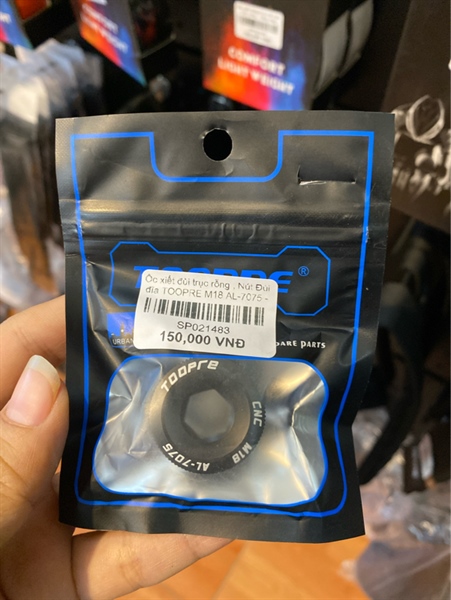 COMFORT
LIGHT WEIGHT
TOOPRE®
Ốc xiết đùi trục rỗng , Nút Đùi
đĩa TOOPRE M18 AL-7075 -
SP021483
150,000 VNĐ
URBAN
PARTS
TOOPre
CNC M18
AL-7075